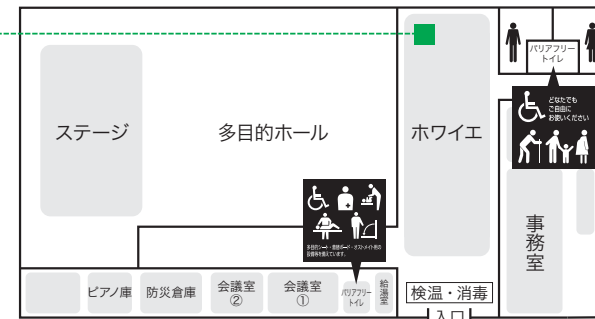 バリアフリー
トイレ
どなたでも
ご自由に
お使いください
ステージ
多目的ホール
ホワイエ
多目的シート・着替ボード・オストメイト用の
設備等を備えています。
事務室
ピアノ庫
防災倉庫
会議室
②
会議室
①
バリアフリー
トイレ
給湯室
検温・消毒
入口